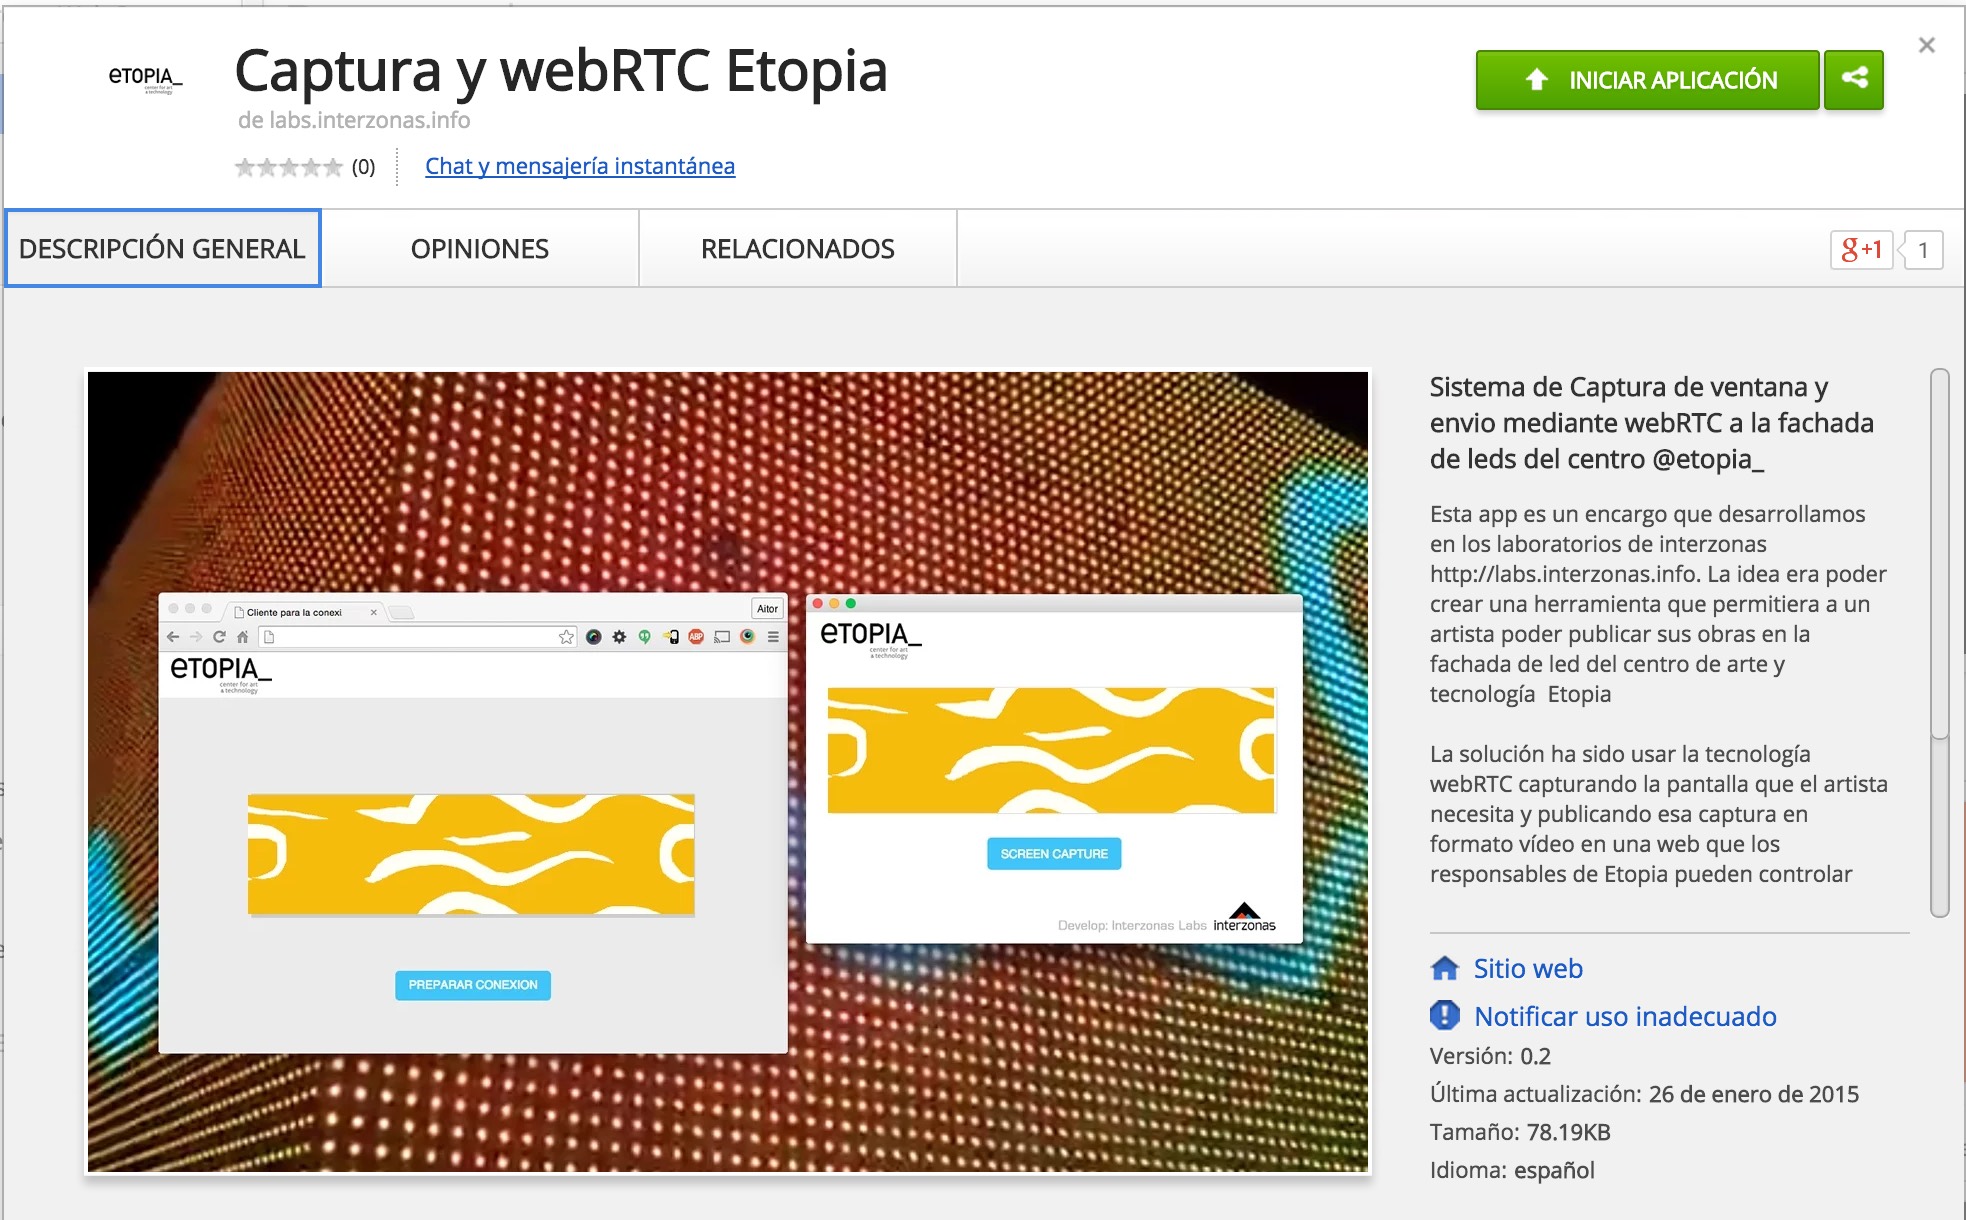 eTOPIA_
center for art
& technology
Captura y webRTC Etopia
de labs.interzonas.info
(0)
Chat y mensajería instantánea
INICIAR APLICACIÓN
DESCRIPCIÓN GENERAL
OPINIONES
RELACIONADOS
g+1
1
Cliente para la conexi
Aitor
ABP
eTOPIA_
center for art
& technology
PREPARAR CONEXION
eTOPIA_
center for art
& technology
SCREEN CAPTURE
Develop: Interzonas Labs interzonas
Sistema de Captura de ventana y
envio mediante webRTC a la fachada
de leds del centro @etopia_
Esta app es un encargo que desarrollamos
en los laboratorios de interzonas
http://labs.interzonas.info. La idea era poder
crear una herramienta que permitiera a un
artista poder publicar sus obras en la
fachada de led del centro de arte y
tecnología  Etopia
La solución ha sido usar la tecnología
webRTC capturando la pantalla que el artista
necesita y publicando esa captura en
formato vídeo en una web que los
responsables de Etopia pueden controlar
Sitio web
Notificar uso inadecuado
Versión: 0.2
Última actualización: 26 de enero de 2015
Tamaño: 78.19KB
Idioma: español